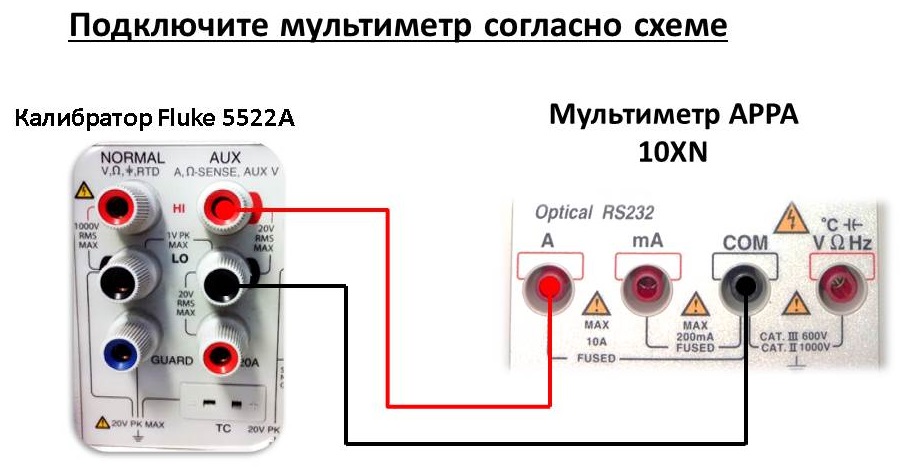 Подключите мультиметр согласно схеме
Калибратор Fluke 5522A
Мультиметр APPA
10XN
NORMAL
V,Ω,⏚,RTD
AUX
A, Ω-SENSE, AUX V
HI
1000V
RMS
MAX
1V PK
MAX
20V
RMS
MAX
LO
20V
RMS
MAX
GUARD
20A
20V PK MAX
TC
20V PK
Optical RS232
A
mA
COM
°C ⊣⊢
V Ω Hz
MAX
10A
FUSED
MAX
200mA
FUSED
CAT. III 600V
CAT. II 1000V